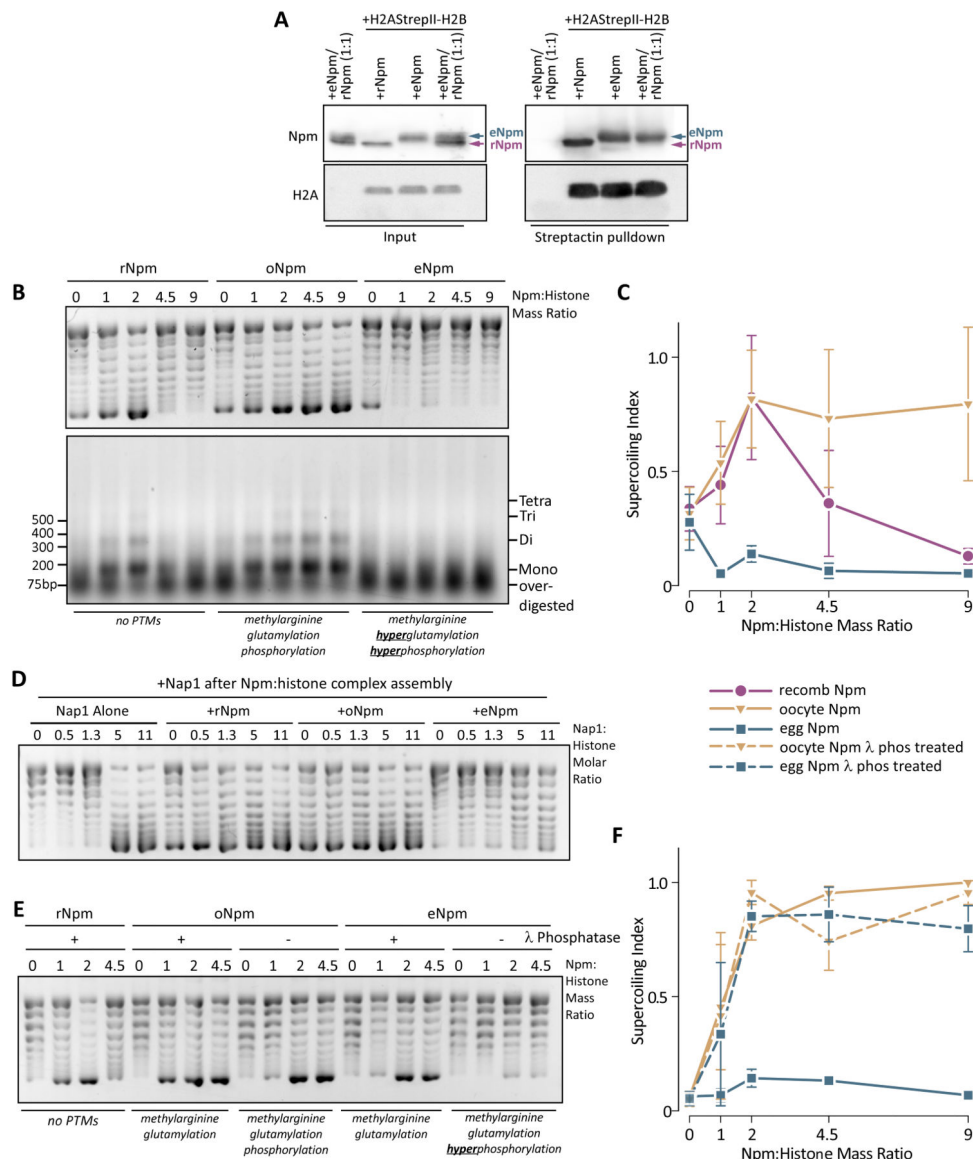 A
+H2AStrepII-H2B
+H2AStrepII-H2B
+eNpm/
rNpm (1:1)
+rNpm
+eNpm
+eNpm/
rNpm (1:1)
+eNpm/
rNpm (1:1)
+rNpm
+eNpm
+eNpm/
rNpm (1:1)
Npm
eNpm
rNpm
eNpm
rNpm
H2A
Input
Streptactin pulldown
B
rNpm oNpm eNpm
0 1 2 4.5 9 0 1 2 4.5 9 0 1 2 4.5 9 Npm:Histone
Mass Ratio
Tetra
Tri
500
400
Di
300
200
Mono
75bp
over-
digested
no PTMs
methylarginine
glutamylation
phosphorylation
methylarginine
hyperglutamylation
hyperphosphorylation
C
Supercoiling Index
1.0
0.5
0
0 1 2 4.5 9
Npm:Histone Mass Ratio
D
+Nap1 after Npm:histone complex assembly
Nap1 Alone +rNpm +oNpm +eNpm
0 0.5 1.3 5 11 0 0.5 1.3 5 11 0 0.5 1.3 5 11 0 0.5 1.3 5 11
Nap1:
Histone
Molar
Ratio
recomb Npm
oocyte Npm
egg Npm
oocyte Npm λ phos treated
egg Npm λ phos treated
E
rNpm oNpm eNpm
+ + - + - λ Phosphatase
0 1 2 4.5 0 1 2 4.5 0 1 2 4.5 0 1 2 4.5 0 1 2 4.5
Npm:
Histone
Mass
Ratio
no PTMs
methylarginine
glutamylation
methylarginine
glutamylation
phosphorylation
methylarginine
glutamylation
methylarginine
glutamylation
hyperphosphorylation
F
Supercoiling Index
1.0
0.5
0
0 1 2 4.5 9
Npm:Histone Mass Ratio